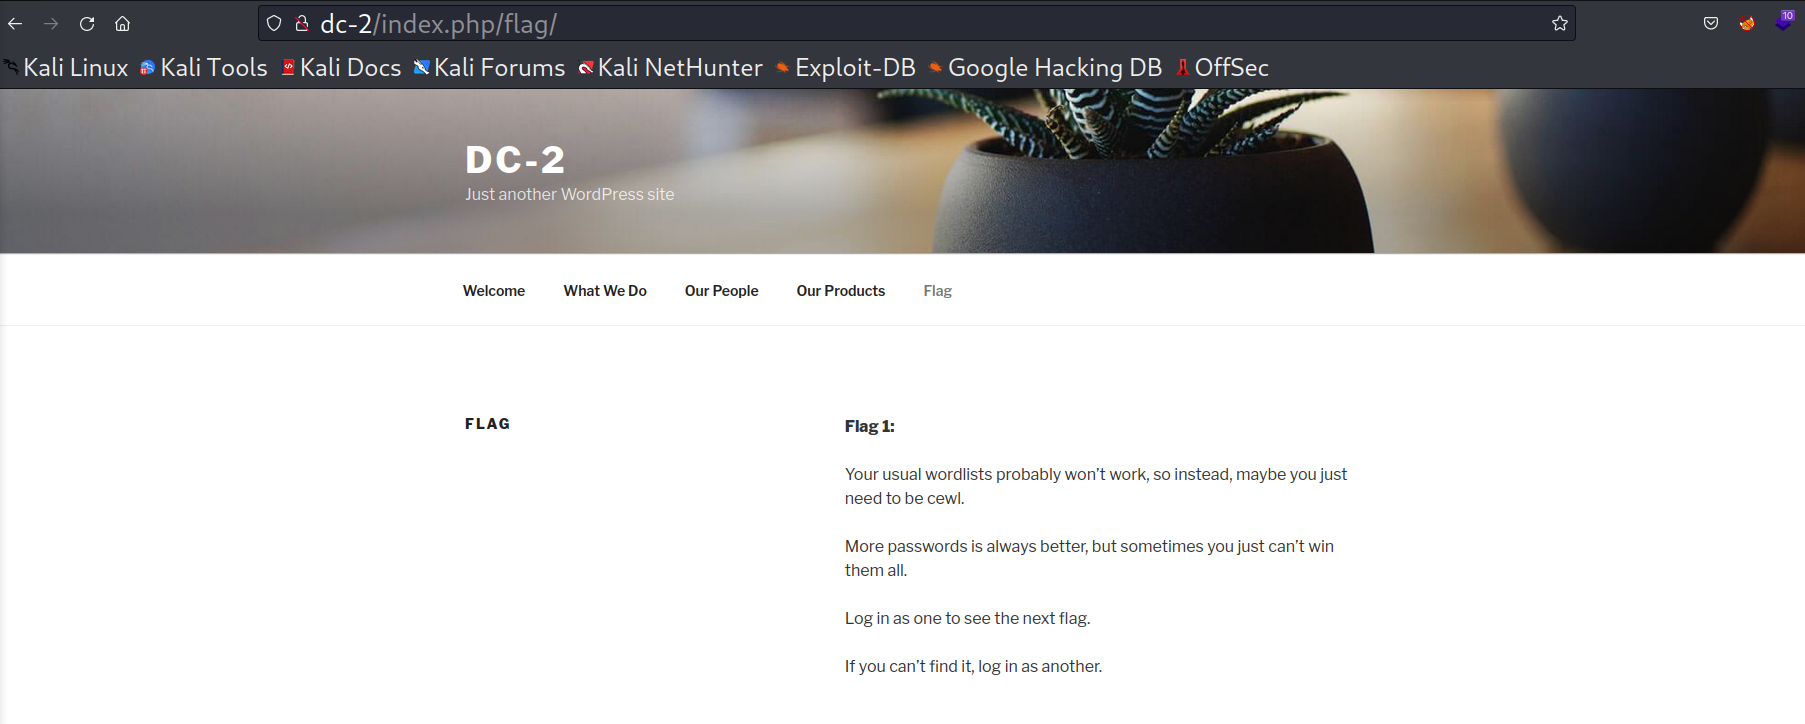 dc-2/index.php/flag/
10
Kali Linux Kali Tools Kali Docs Kali Forums Kali NetHunter Exploit-DB Google Hacking DB OffSec
DC-2
Just another WordPress site
Welcome What We Do Our People Our Products Flag
FLAG
Flag 1:
Your usual wordlists probably won’t work, so instead, maybe you just
need to be cewl.
More passwords is always better, but sometimes you just can’t win
them all.
Log in as one to see the next flag.
If you can’t find it, log in as another.